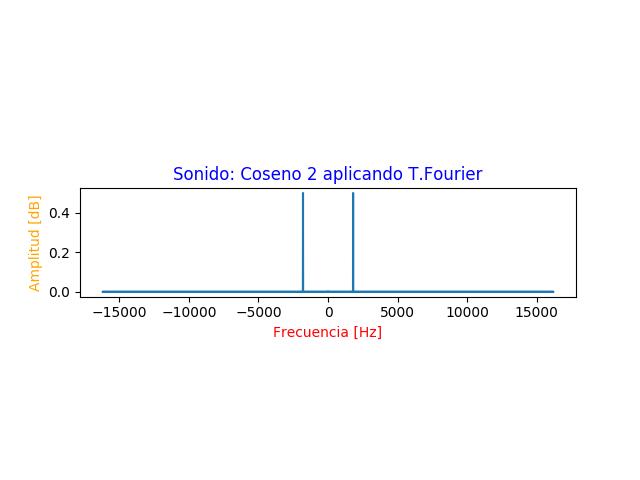 Sonido: Coseno 2 aplicando T.Fourier
Amplitud [dB]
0.4
0.2
0.0
−15000 −10000 −5000 0 5000 10000 15000
Frecuencia [Hz]